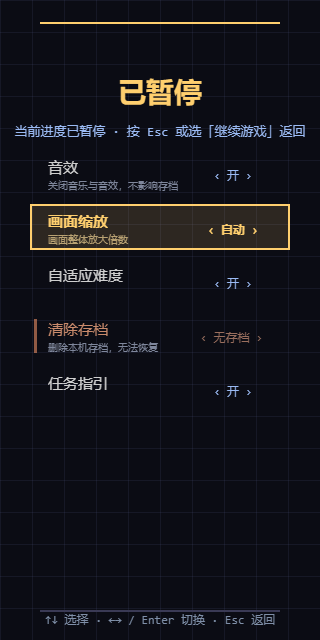 已暂停
当前进度已暂停 · 按 Esc 或选「继续游戏」返回
音效
‹ 开 ›
关闭音乐与音效，不影响存档
画面缩放
‹ 自动 ›
画面整体放大倍数
自适应难度
‹ 开 ›
清除存档
‹ 无存档 ›
删除本机存档，无法恢复
任务指引
‹ 开 ›
↑↓ 选择 · ←→ / Enter 切换 · Esc 返回